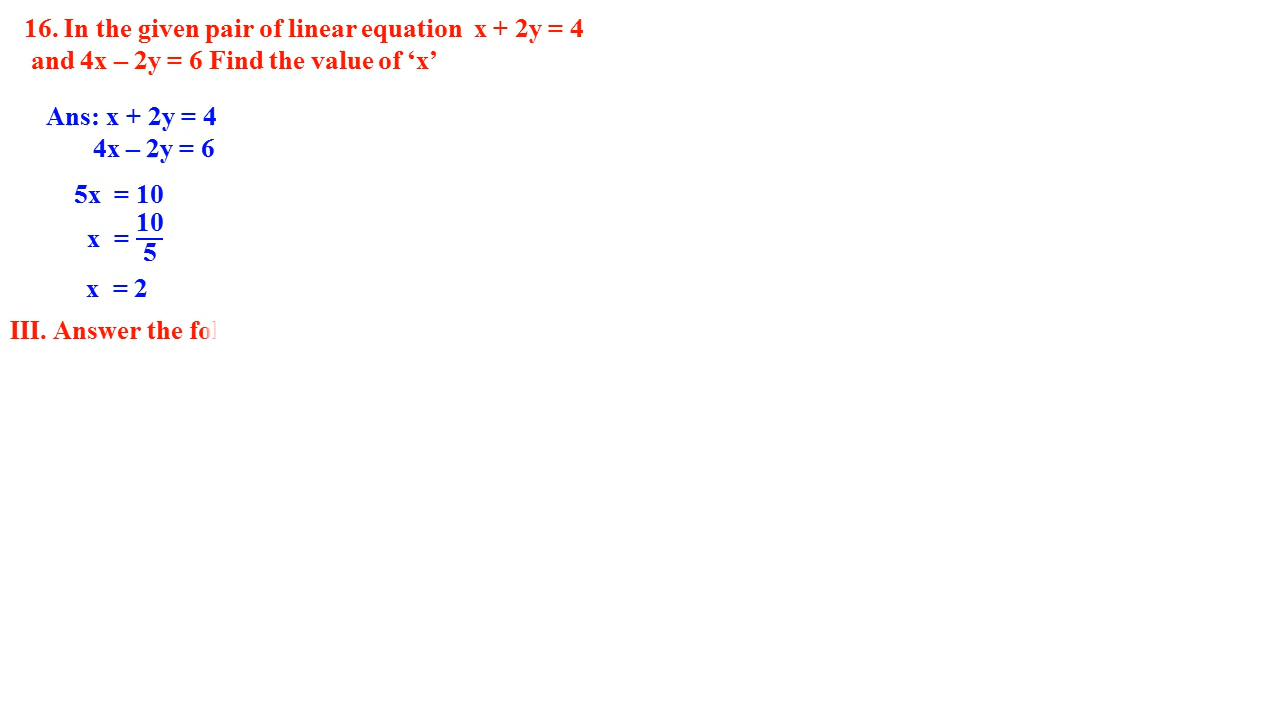 16. In the given pair of linear equation x + 2y = 4
and 4x – 2y = 6 Find the value of ‘x’
Ans: x + 2y = 4
4x – 2y = 6
5x = 10
x = 10/5
x = 2
III. Answer the